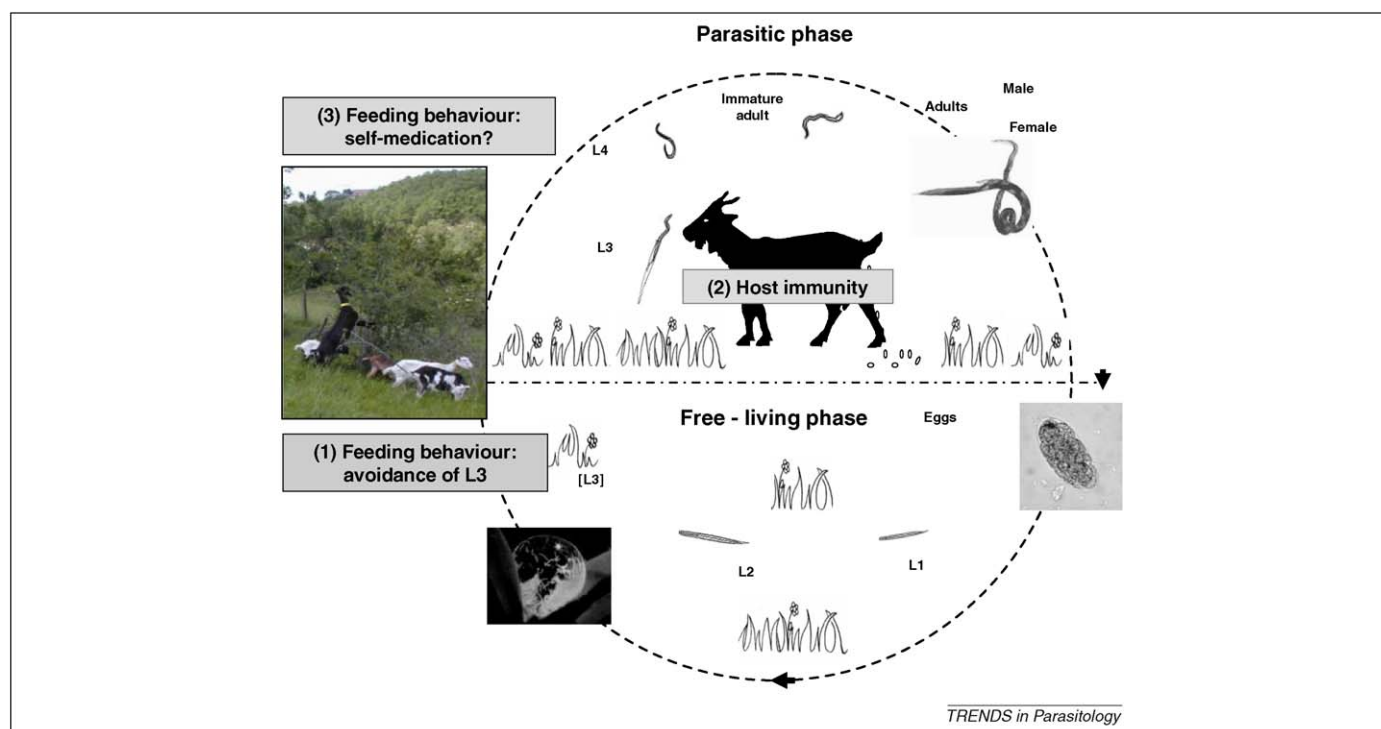 Parasitic phase
(3) Feeding behaviour:
self-medication?
Immature
adult
Adults
Male
Female
L4
L3
(2) Host immunity
Free - living phase
Eggs
(1) Feeding behaviour:
avoidance of L3
[L3]
L2
L1
TRENDS in Parasitology